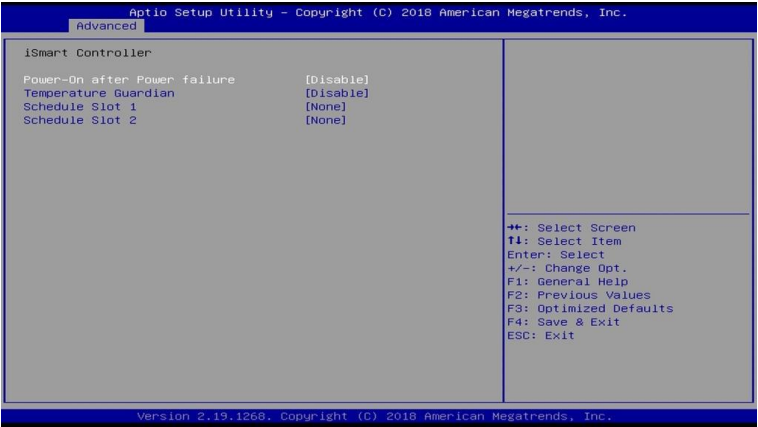 Aptio Setup Utility – Copyright (C) 2018 American Megatrends, Inc.
Advanced
iSmart Controller
Power-On after Power failure [Disable]
Temperature Guardian [Disable]
Schedule Slot 1 [None]
Schedule Slot 2 [None]
→←: Select Screen
↑↓: Select Item
Enter: Select
+/-: Change Opt.
F1: General Help
F2: Previous Values
F3: Optimized Defaults
F4: Save & Exit
ESC: Exit
Version 2.19.1268. Copyright (C) 2018 American Megatrends, Inc.